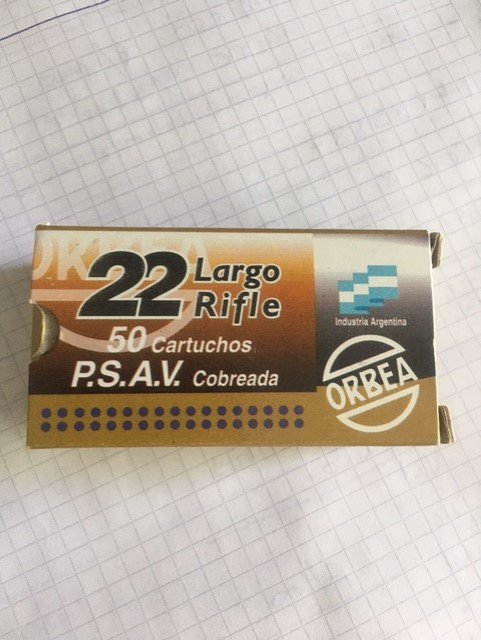 ORBEA
22 Largo
Rifle
50 Cartuchos
P.S.A.V. Cobreada
Industria Argentina
ORBEA